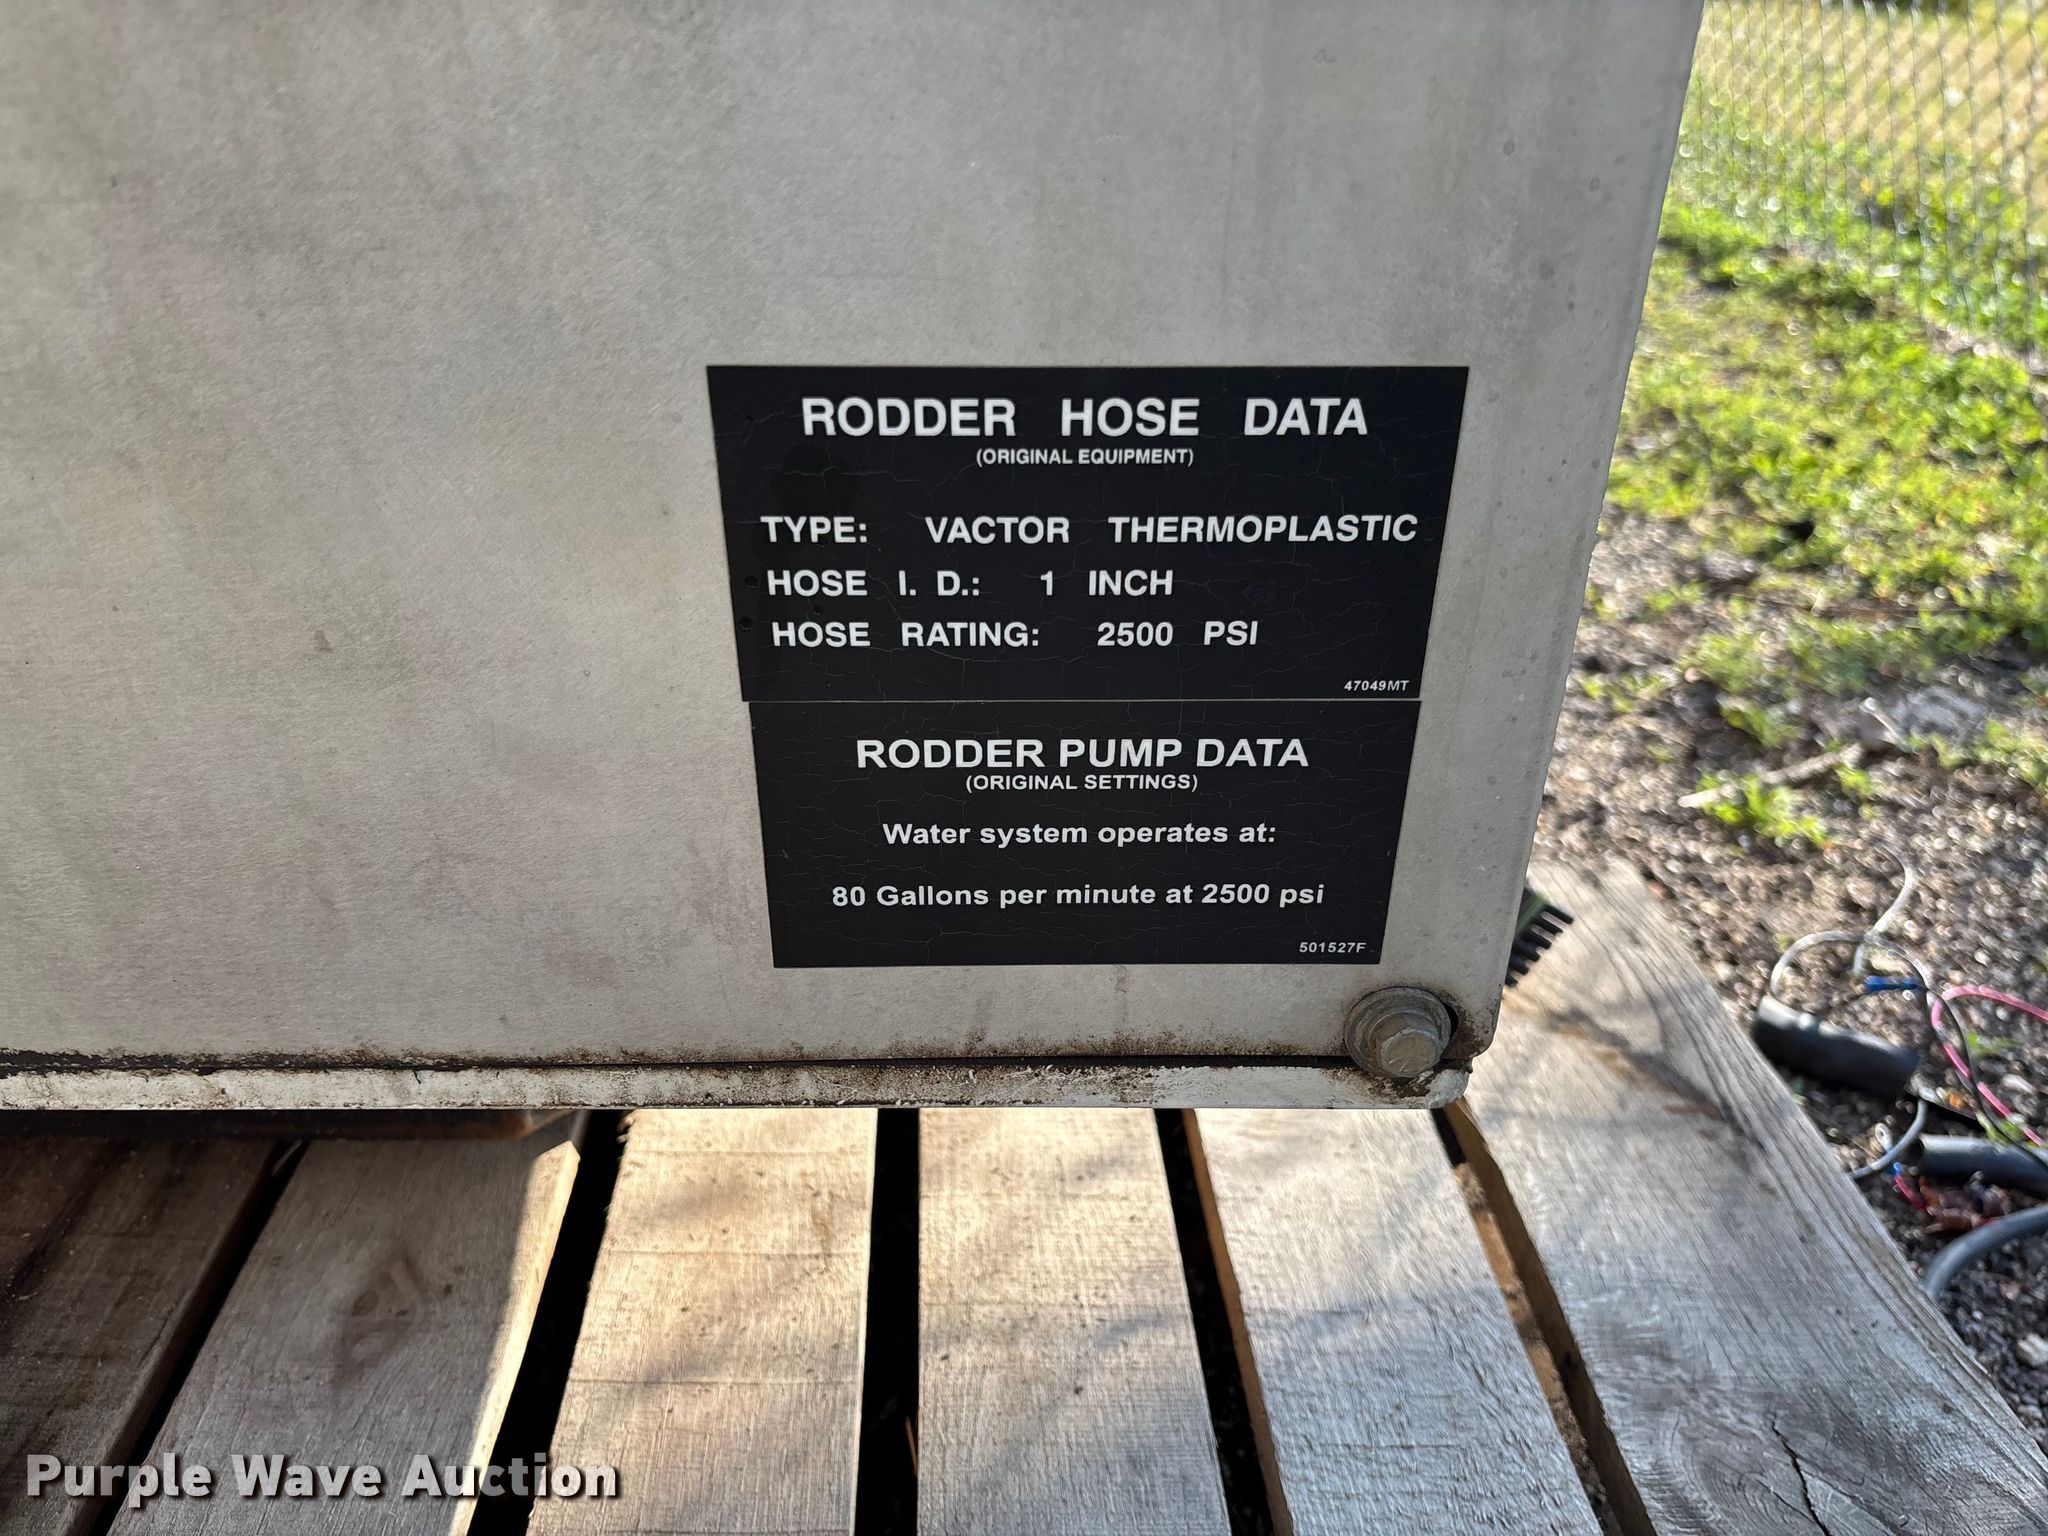 RODDER HOSE DATA
(ORIGINAL EQUIPMENT)
TYPE: VACTOR THERMOPLASTIC
HOSE I. D.: 1 INCH
HOSE RATING: 2500 PSI
47049MT
RODDER PUMP DATA
(ORIGINAL SETTINGS)
Water system operates at:
80 Gallons per minute at 2500 psi
501527F
Purple Wave Auction